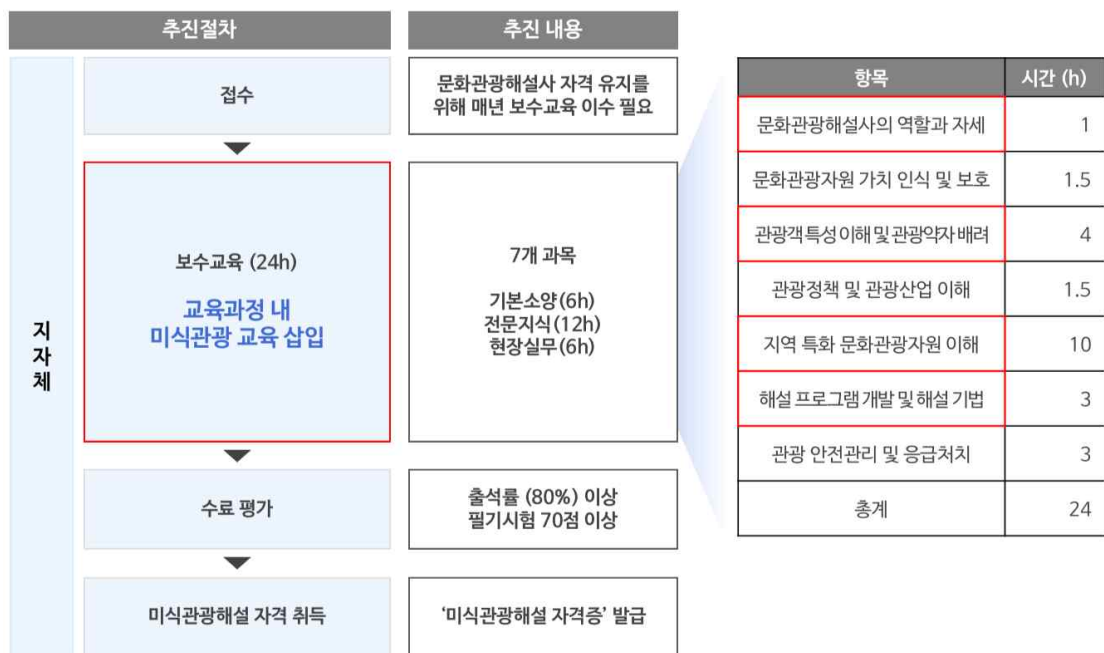 추진절차
추진 내용
지
자
체
접수
문화관광해설사 자격 유지를
위해 매년 보수교육 이수 필요
보수교육 (24h)
교육과정 내
미식관광 교육 삽입
7개 과목
기본소양(6h)
전문지식(12h)
현장실무(6h)
수료 평가
출석률 (80%) 이상
필기시험 70점 이상
미식관광해설 자격 취득
‘미식관광해설 자격증’ 발급
항목 시간 (h)
문화관광해설사의 역할과 자세 1
문화관광자원 가치 인식 및 보호 1.5
관광객 특성 이해 및 관광약자 배려 4
관광정책 및 관광산업 이해 1.5
지역 특화 문화관광자원 이해 10
해설 프로그램 개발 및 해설 기법 3
관광 안전관리 및 응급처치 3
총계 24